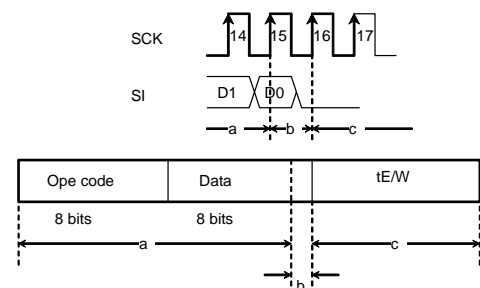 SCK 14 15 16 17
SI D1 D0
a b c
Ope code Data tE/W
8 bits 8 bits
a c
b